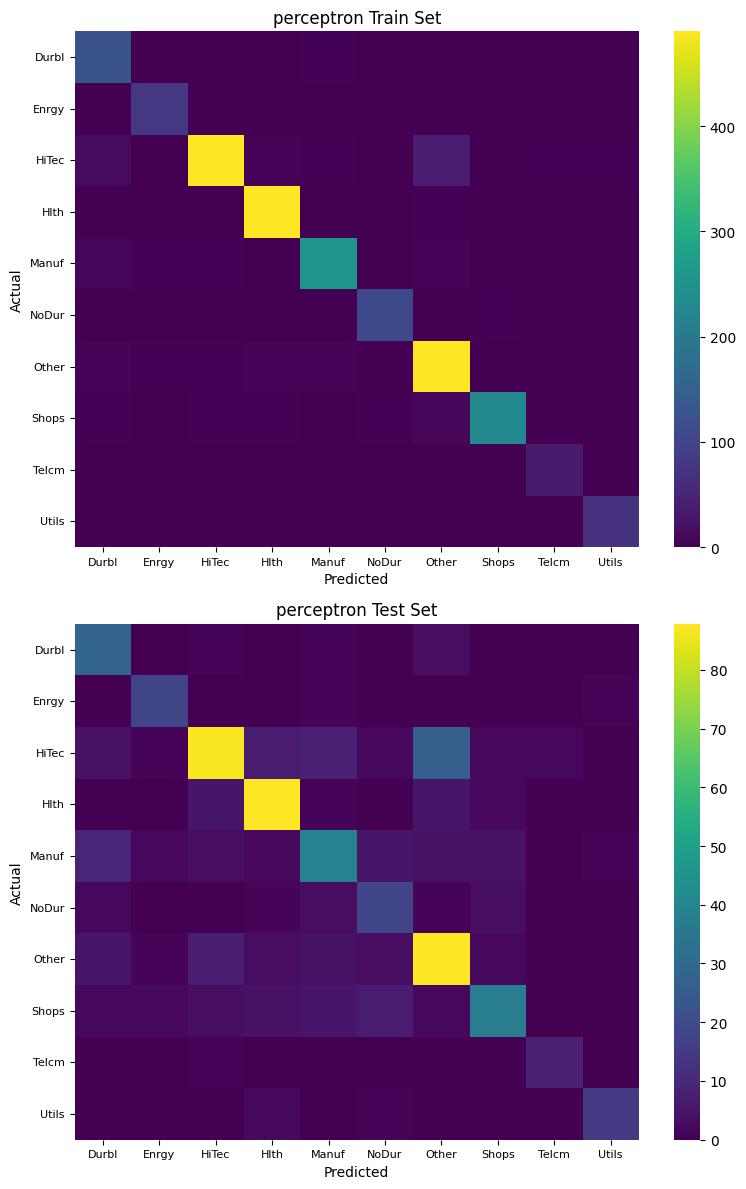 perceptron Train Set
Actual
Durbl
Enrgy
HiTec
Hlth
Manuf
NoDur
Other
Shops
Telcm
Utils
Durbl Enrgy HiTec Hlth Manuf NoDur Other Shops Telcm Utils
Predicted
400
300
200
100
0
perceptron Test Set
Actual
Durbl
Enrgy
HiTec
Hlth
Manuf
NoDur
Other
Shops
Telcm
Utils
Durbl Enrgy HiTec Hlth Manuf NoDur Other Shops Telcm Utils
Predicted
80
70
60
50
40
30
20
10
0